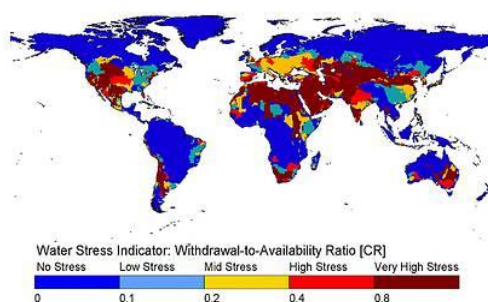 Water Stress Indicator: Withdrawal-to-Availability Ratio [CR]
No Stress Low Stress Mid Stress High Stress Very High Stress
0 0.1 0.2 0.4 0.8